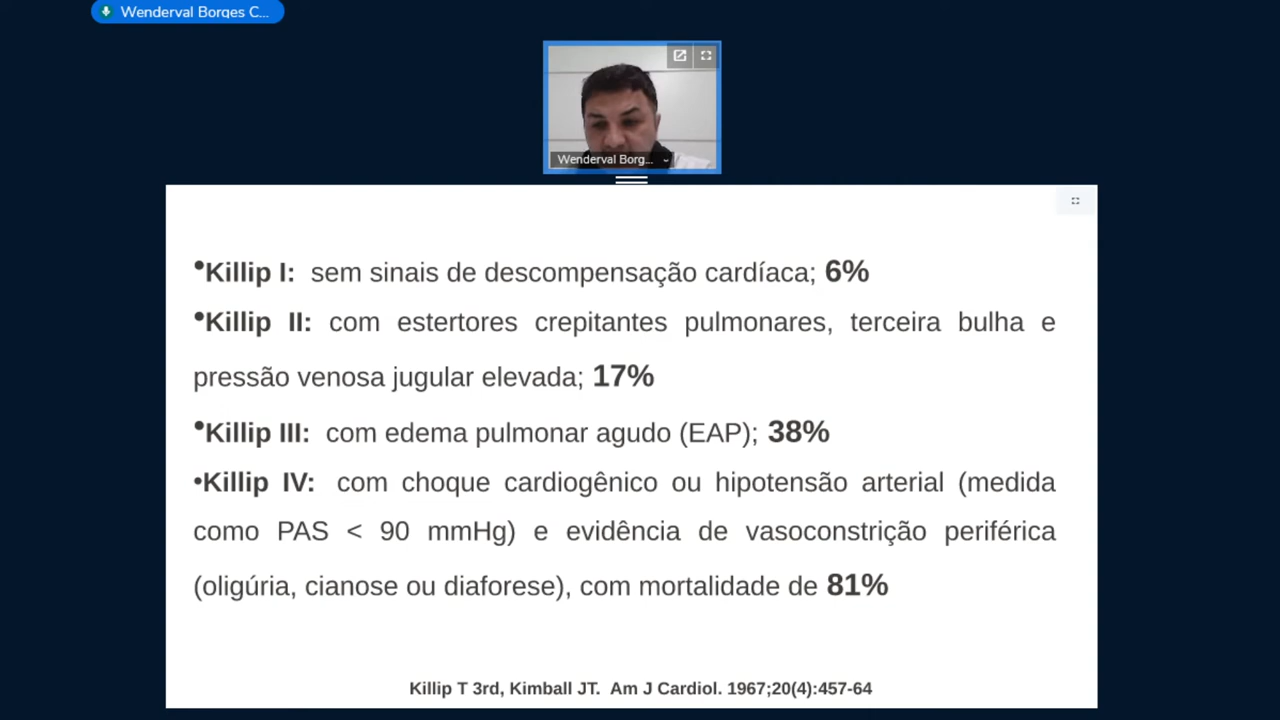 Wenderval Borges C...
Wenderval Borg...
•Killip I: sem sinais de descompensação cardíaca; 6%
•Killip II: com estertores crepitantes pulmonares, terceira bulha e
pressão venosa jugular elevada; 17%
•Killip III: com edema pulmonar agudo (EAP); 38%
•Killip IV: com choque cardiogênico ou hipotensão arterial (medida
como PAS < 90 mmHg) e evidência de vasoconstrição periférica
(oligúria, cianose ou diaforese), com mortalidade de 81%
Killip T 3rd, Kimball JT. Am J Cardiol. 1967;20(4):457-64